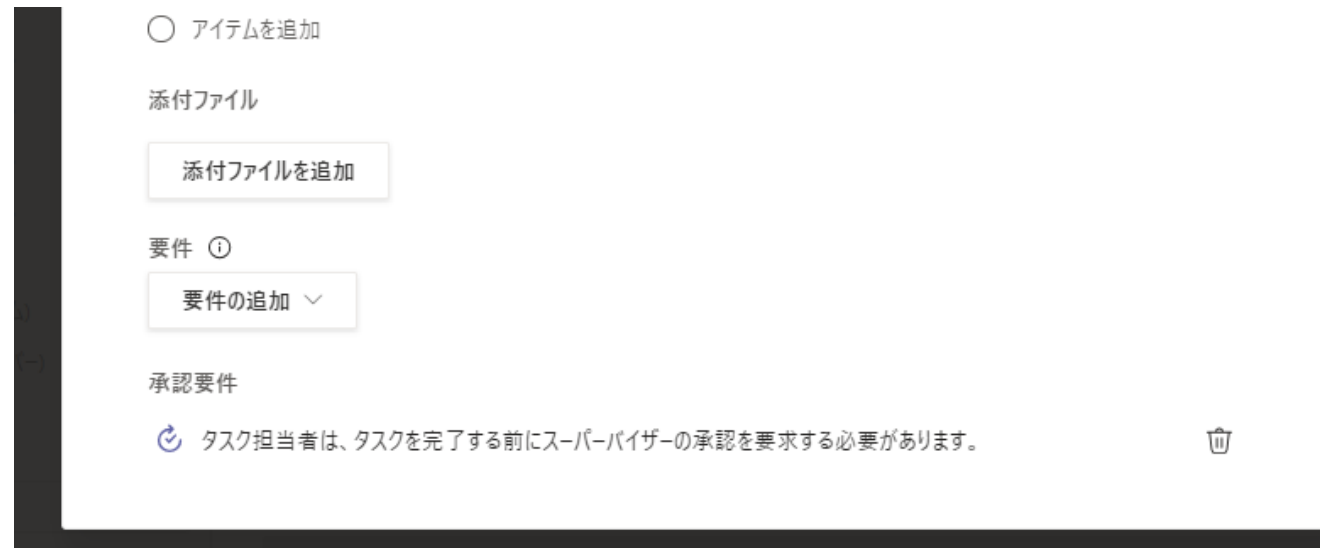 アイテムを追加
添付ファイル
添付ファイルを追加
要件
要件の追加
承認要件
タスク担当者は、タスクを完了する前にスーパーバイザーの承認を要求する必要があります。